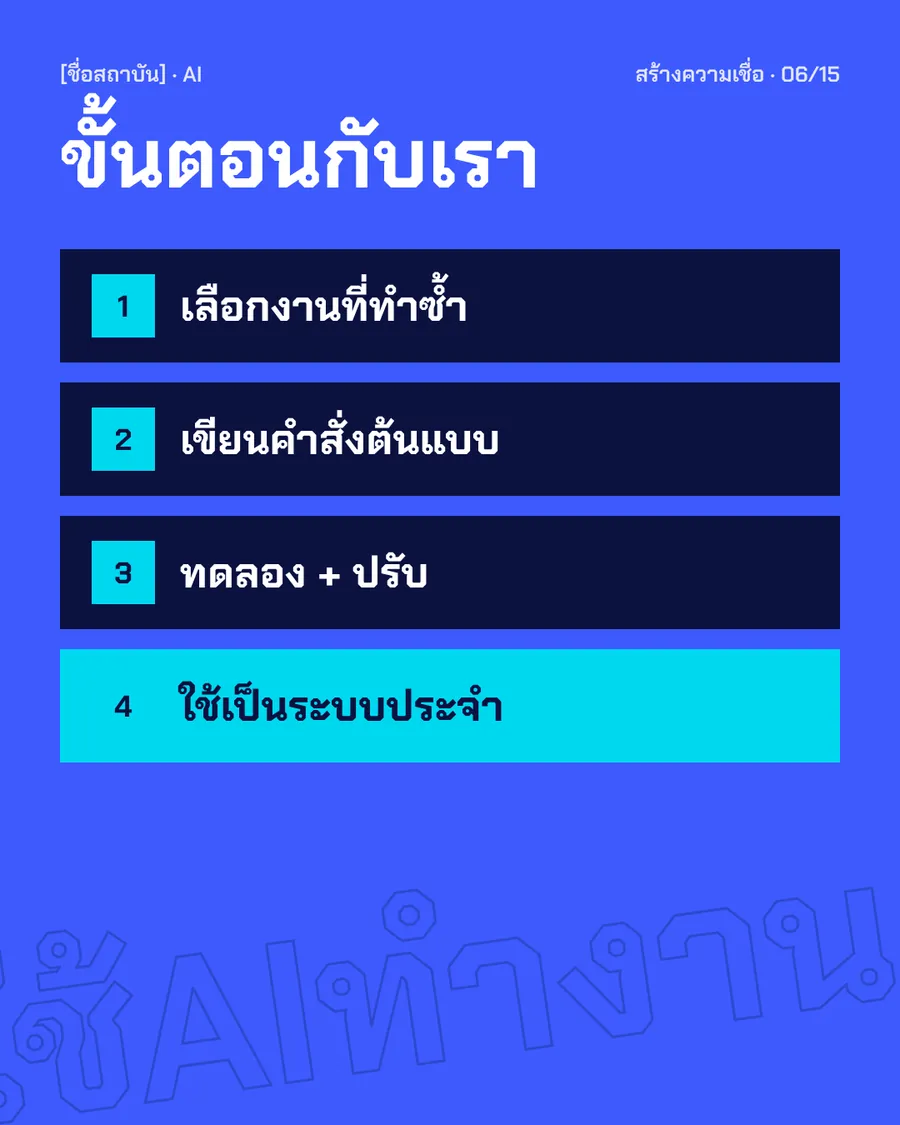 [ชื่อสถาบัน] · AI
สร้างความเชื่อ · 06/15
ขั้นตอนกับเรา
1 เลือกงานที่ทำซ้ำ
2 เขียนคำสั่งต้นแบบ
3 ทดลอง + ปรับ
4 ใช้เป็นระบบประจำ
ใช้AIทำงาน